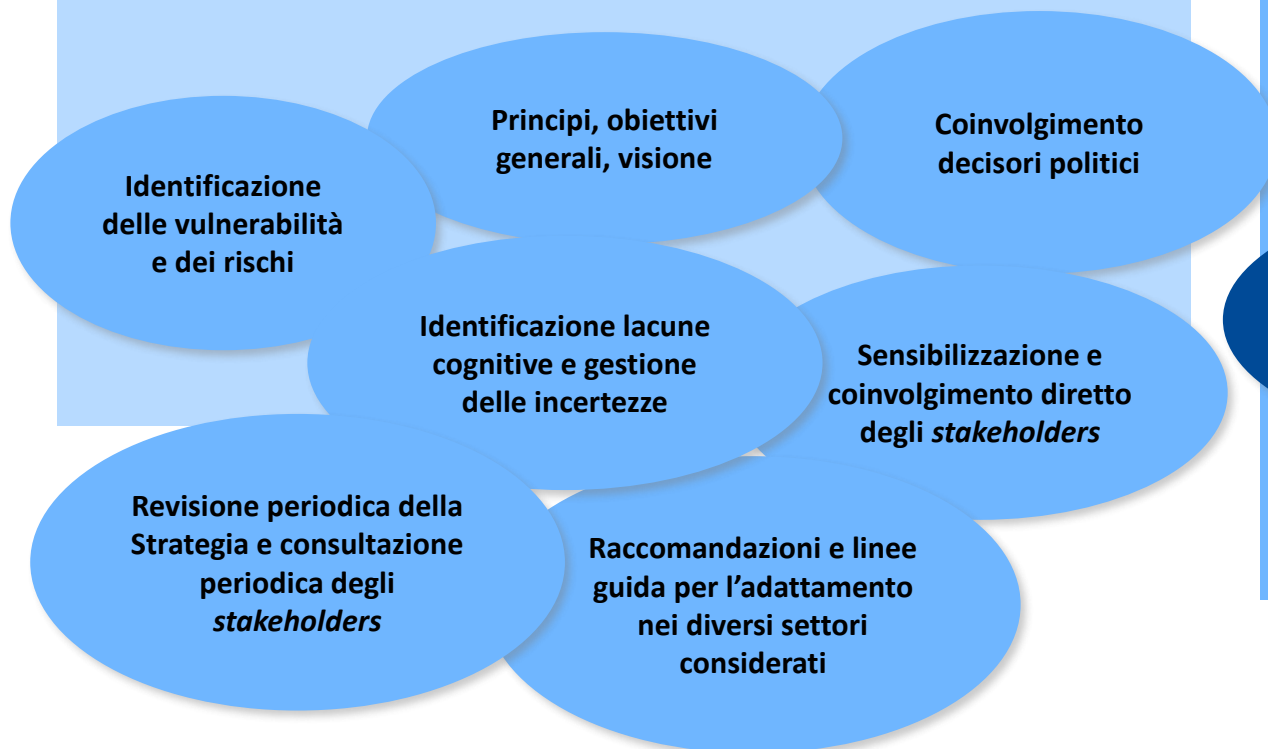 Principi, obiettivi
generali, visione
Coinvolgimento
decisori politici
Identificazione
delle vulnerabilità
e dei rischi
Identificazione lacune
cognitive e gestione
delle incertezze
Sensibilizzazione e
coinvolgimento diretto
degli stakeholders
Revisione periodica della
Strategia e consultazione
periodica degli
stakeholders
Raccomandazioni e linee
guida per l’adattamento
nei diversi settori
considerati